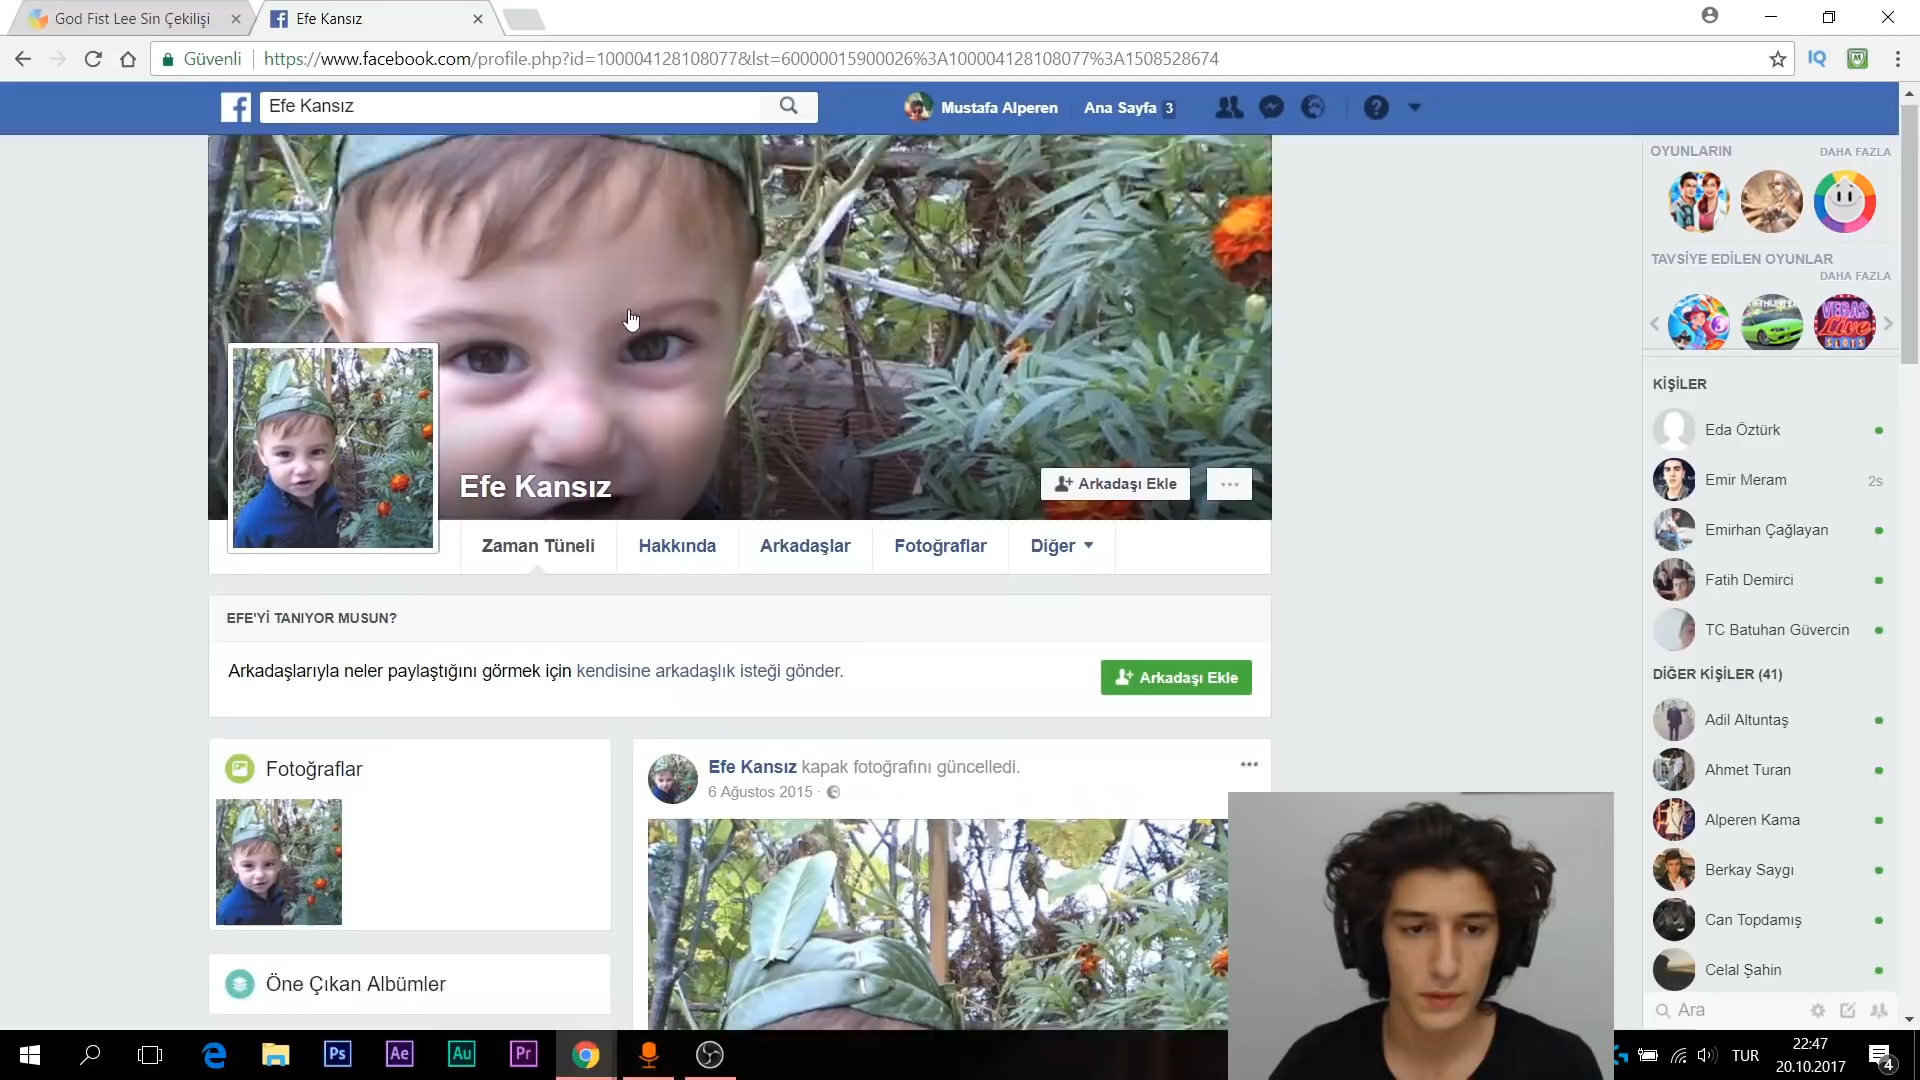 God Fist Lee Sin Çekilişi
Efe Kansız
Güvenli
https://www.facebook.com/profile.php?id=100004128108077&lst=60000015900026%3A100004128108077%3A1508528674
Efe Kansız
Mustafa Alperen
Ana Sayfa 3
OYUNLARIN
DAHA FAZLA
TAVSİYE EDİLEN OYUNLAR
DAHA FAZLA
VEGAS
Live
SLOTS
Efe Kansız
Arkadaşı Ekle
Zaman Tüneli
Hakkında
Arkadaşlar
Fotoğraflar
Diğer
EFE'Yİ TANIYOR MUSUN?
Arkadaşlarıyla neler paylaştığını görmek için kendisine arkadaşlık isteği gönder.
Arkadaşı Ekle
Fotoğraflar
Efe Kansız kapak fotoğrafını güncelledi.
6 Ağustos 2015 ·
Öne Çıkan Albümler
KİŞİLER
Eda Öztürk
Emir Meram 2s
Emirhan Çağlayan
Fatih Demirci
TC Batuhan Güvercin
DİĞER KİŞİLER (41)
Adil Altuntaş
Ahmet Turan
Alperen Kama
Berkay Saygı
Can Topdamış
Celal Şahin
Ara
Ps
Ae
Au
Pr
TUR
22:47
20.10.2017
4